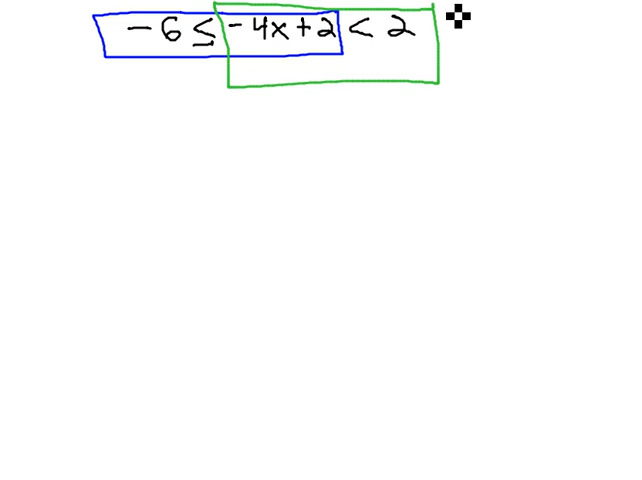 - 6 ≤ - 4x + 2 < 2